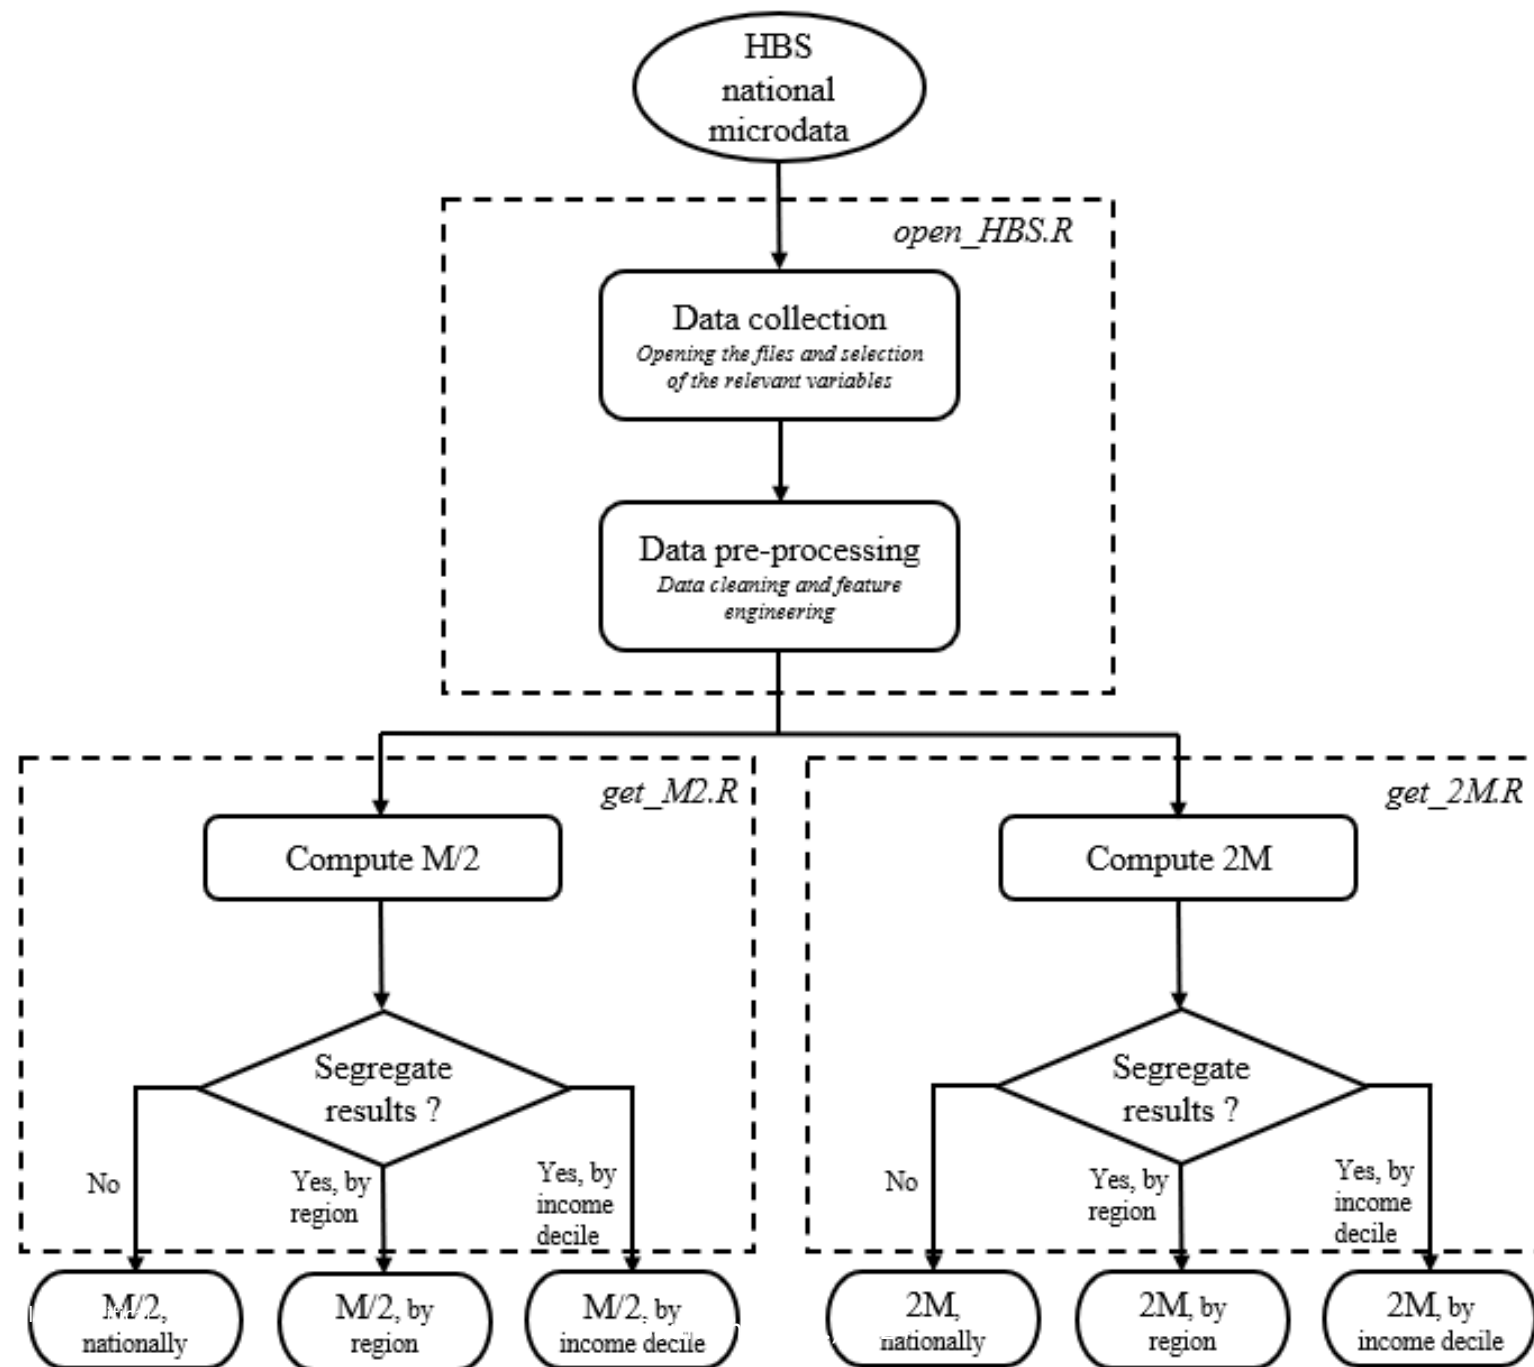 HBS
national
microdata
open_HBS.R
Data collection
Opening the files and selection
of the relevant variables
Data pre-processing
Data cleaning and feature
engineering
get_M2.R
Compute M/2
Segregate
results ?
No
Yes, by
region
Yes, by
income
decile
M/2,
nationally
M/2, by
region
M/2, by
income decile
get_2M.R
Compute 2M
Segregate
results ?
No
Yes, by
region
Yes, by
income
decile
2M,
nationally
2M, by
region
2M, by
income decile